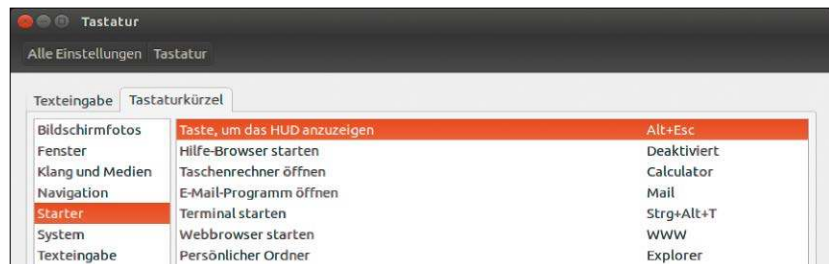 Tastatur
Alle Einstellungen Tastatur
Texteingabe Tastaturkürzel
Bildschirmfotos Taste, um das HUD anzuzeigen Alt+Esc
Fenster Hilfe-Browser starten Deaktiviert
Klang und Medien Taschenrechner öffnen Calculator
Navigation E-Mail-Programm öffnen Mail
Starter Terminal starten Strg+Alt+T
System Webbrowser starten WWW
Texteingabe Persönlicher Ordner Explorer